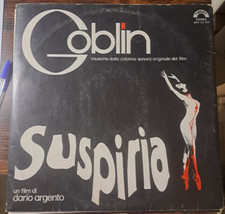 Goblin
musiche dalla colonna sonora originale del film
Suspiria
un film di
dario argento